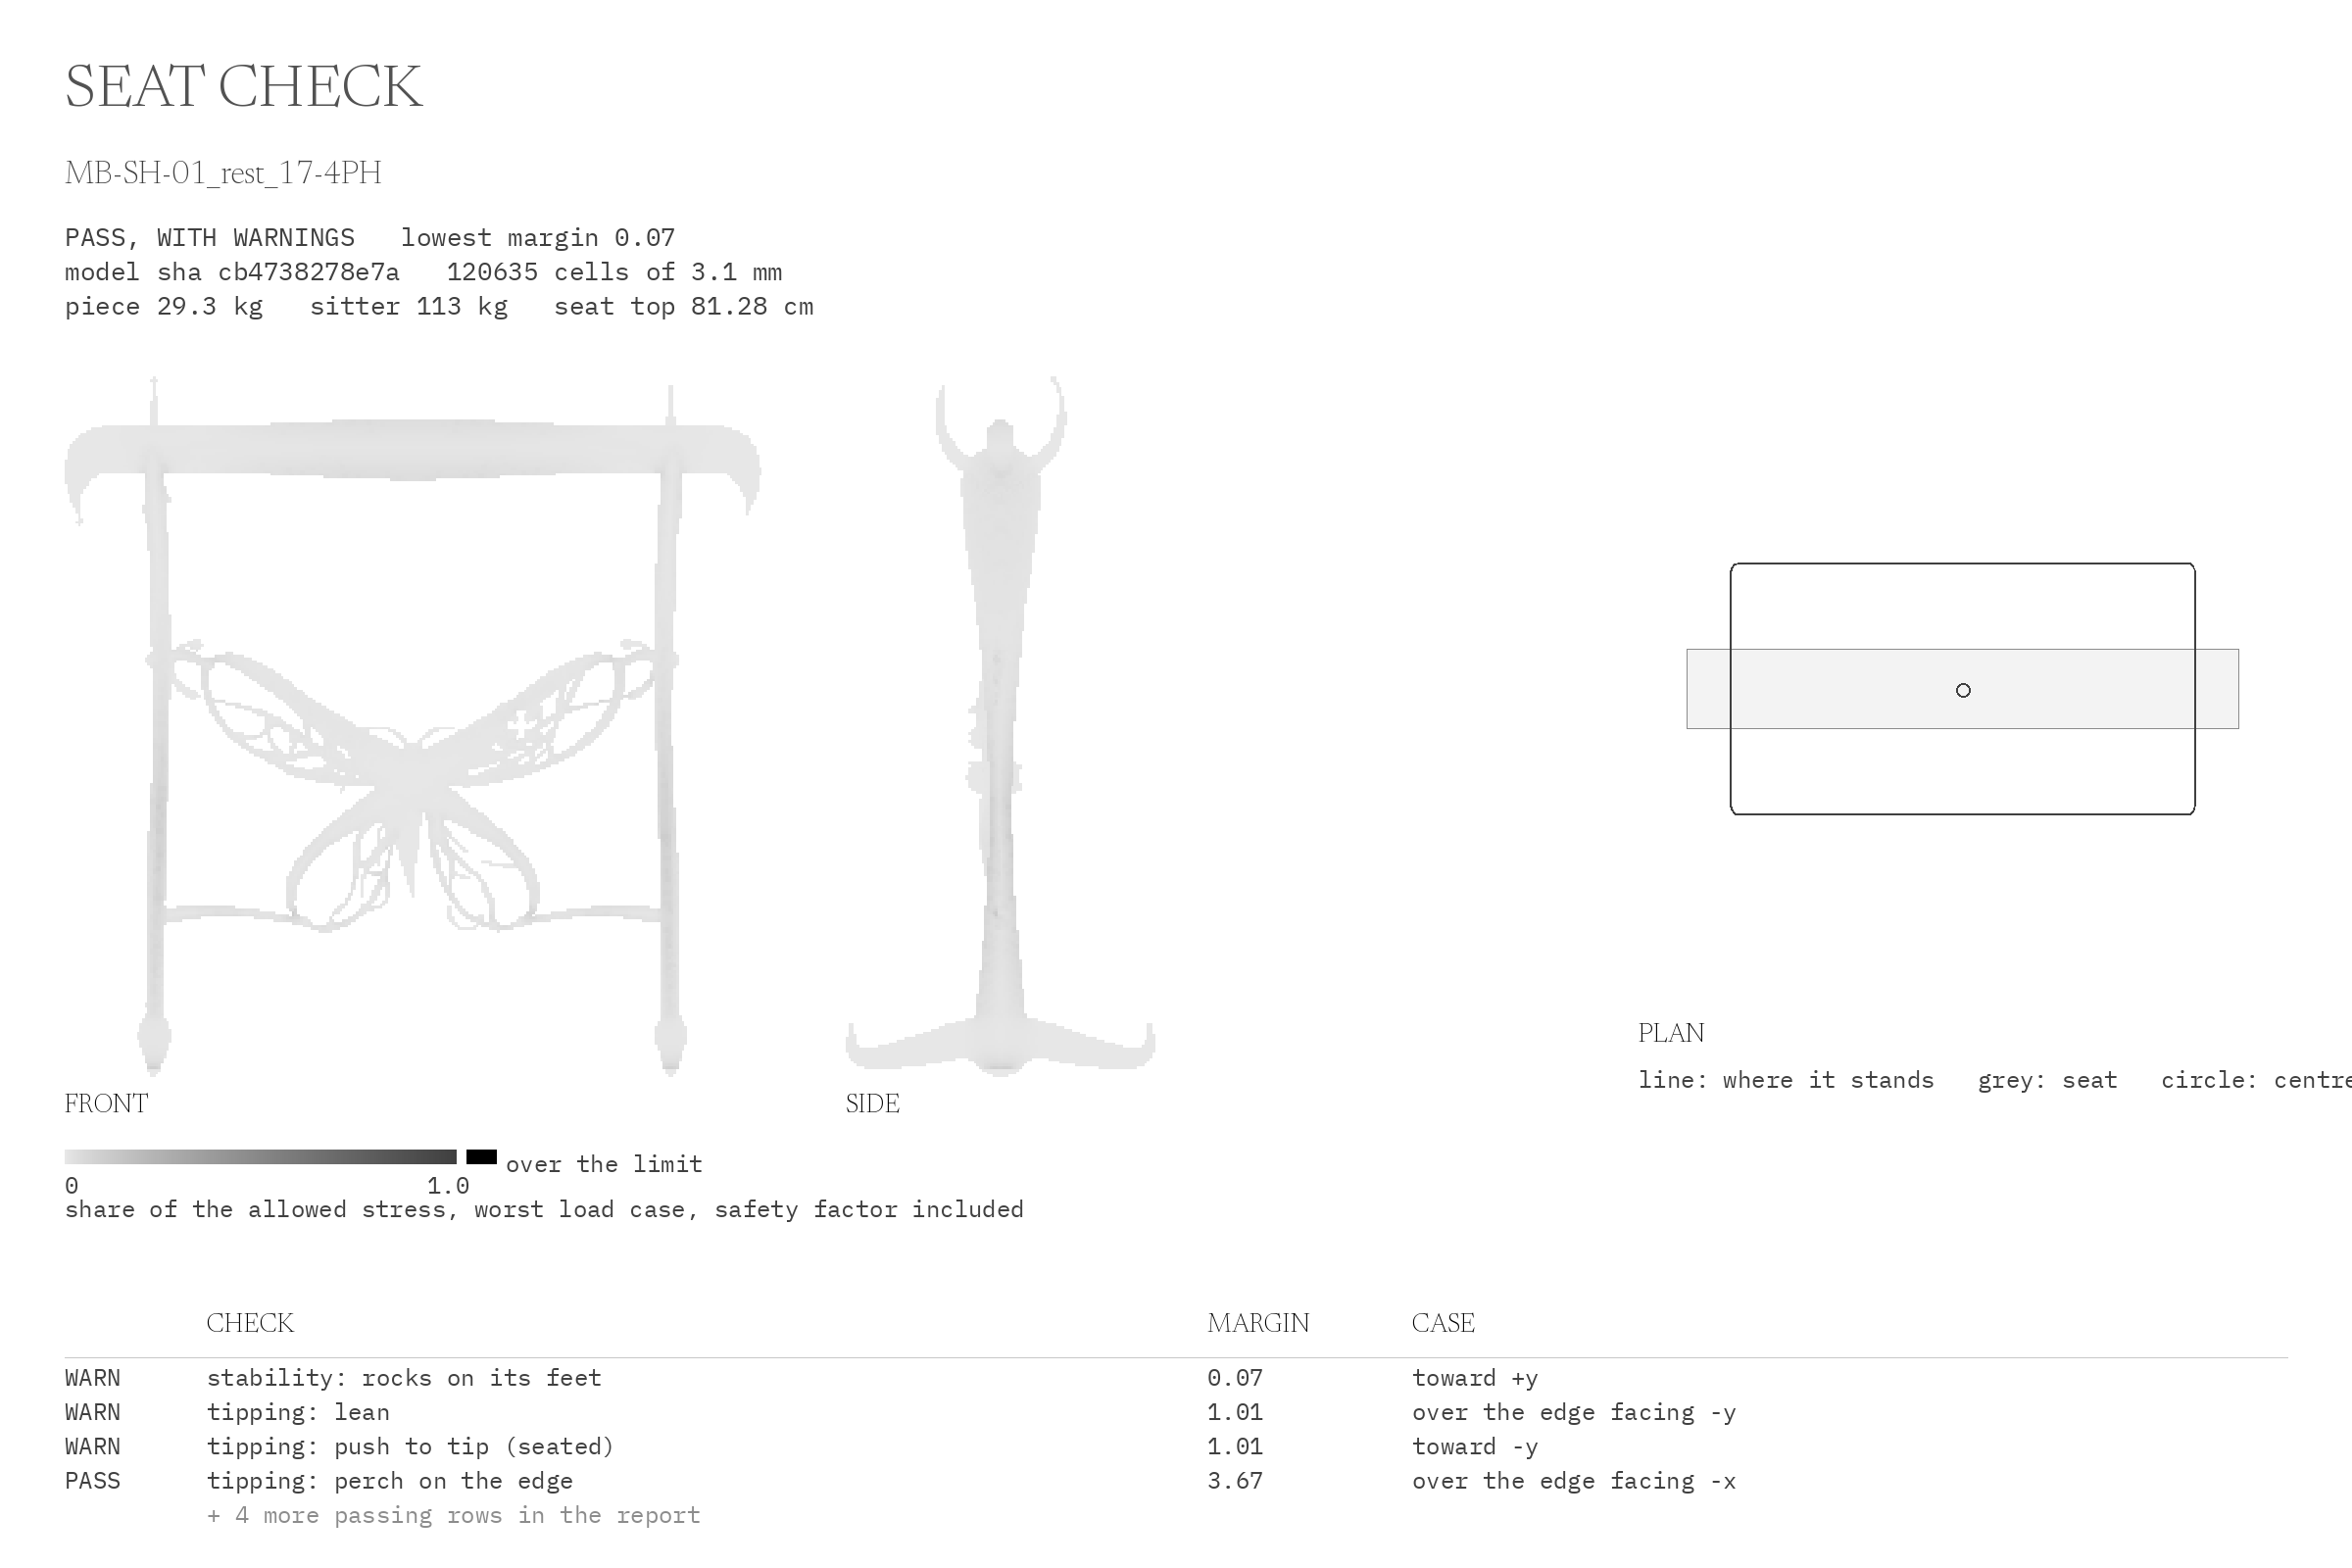 SEAT CHECK
MB-SH-01_rest_17-4PH
PASS, WITH WARNINGS   lowest margin 0.07
model sha cb4738278e7a   120635 cells of 3.1 mm
piece 29.3 kg   sitter 113 kg   seat top 81.28 cm
PLAN
line: where it stands   grey: seat   circle: centre
FRONT   SIDE
over the limit
0   1.0
share of the allowed stress, worst load case, safety factor included
CHECK   MARGIN   CASE
WARN   stability: rocks on its feet   0.07   toward +y
WARN   tipping: lean   1.01   over the edge facing -y
WARN   tipping: push to tip (seated)   1.01   toward -y
PASS   tipping: perch on the edge   3.67   over the edge facing -x
+ 4 more passing rows in the report